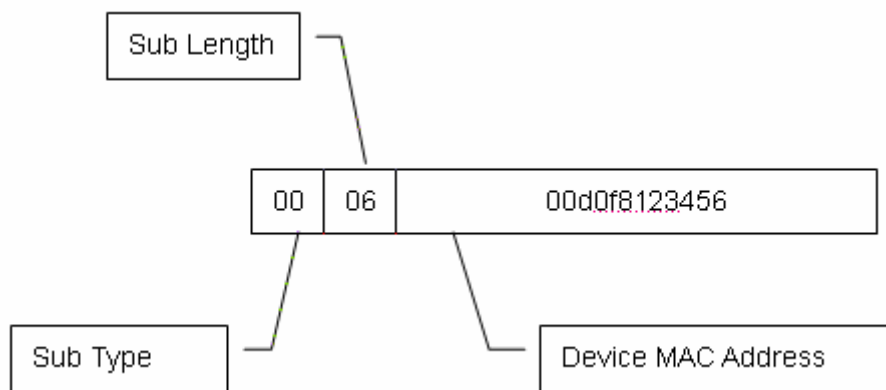 Sub Length
00 06 00d0f8123456
Sub Type
Device MAC Address